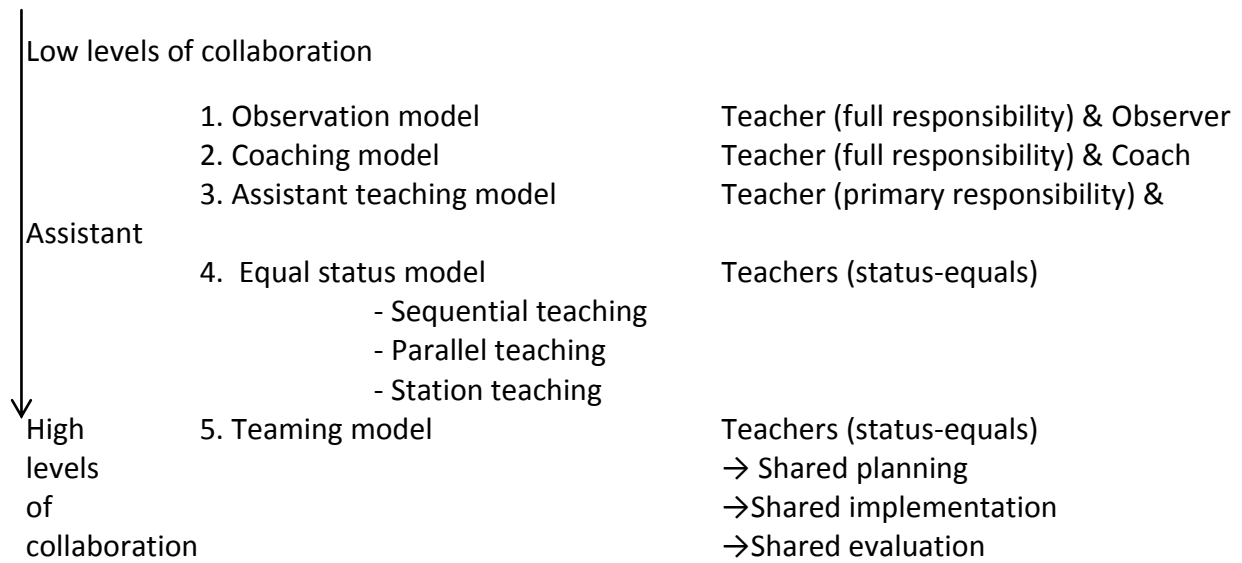 Low levels of collaboration
1. Observation model Teacher (full responsibility) & Observer
2. Coaching model Teacher (full responsibility) & Coach
3. Assistant teaching model Teacher (primary responsibility) &
Assistant
4. Equal status model Teachers (status-equals)
- Sequential teaching
- Parallel teaching
- Station teaching
High 5. Teaming model Teachers (status-equals)
levels → Shared planning
of →Shared implementation
collaboration →Shared evaluation